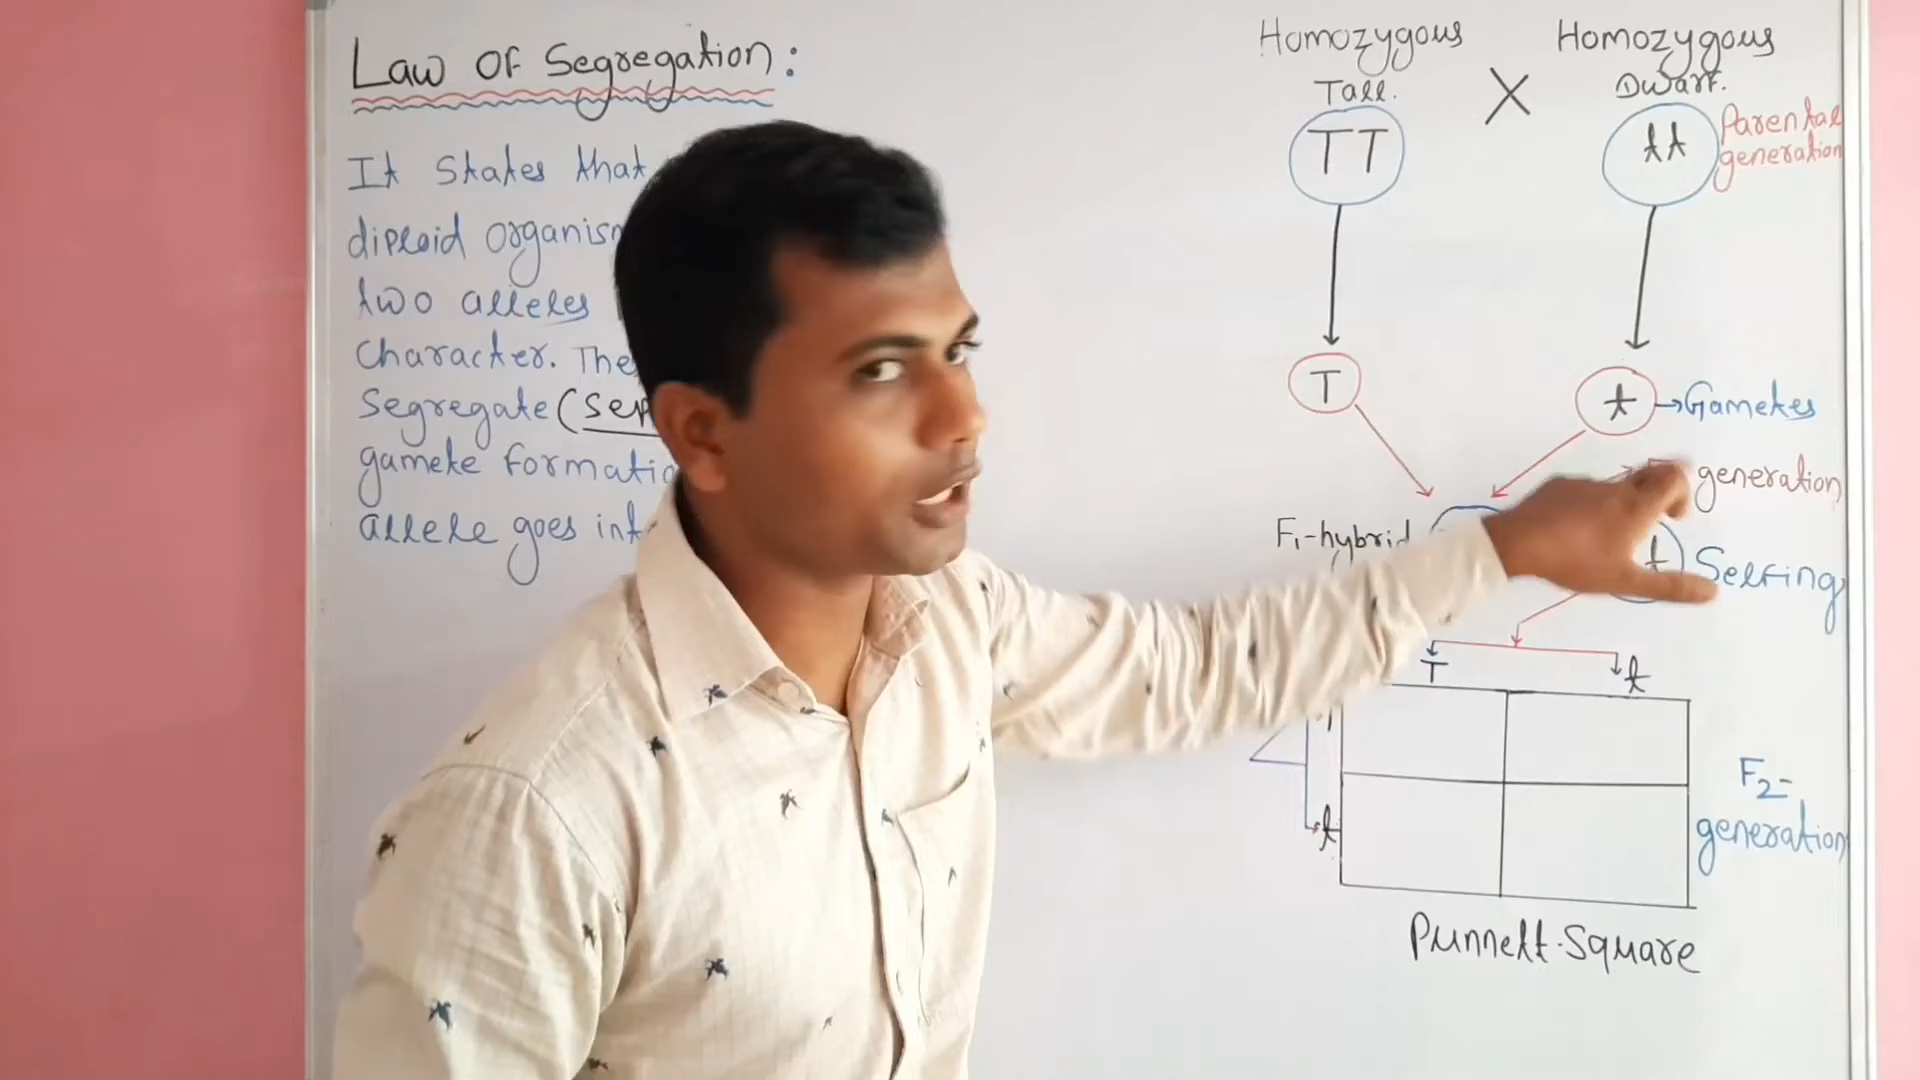 Law Of Segregation:
It States that
diploid organism
two alleles
Character. The
Segregate (Sep
gamete formatio
allele goes int
Homozygous
Tall.
TT
X
Homozygous
Dwarf.
tt
Parental
generation
T
t
Gametes
generation
F1-hybrid
t
Selfing
T
t
t
F2-
generation
Punnett Square